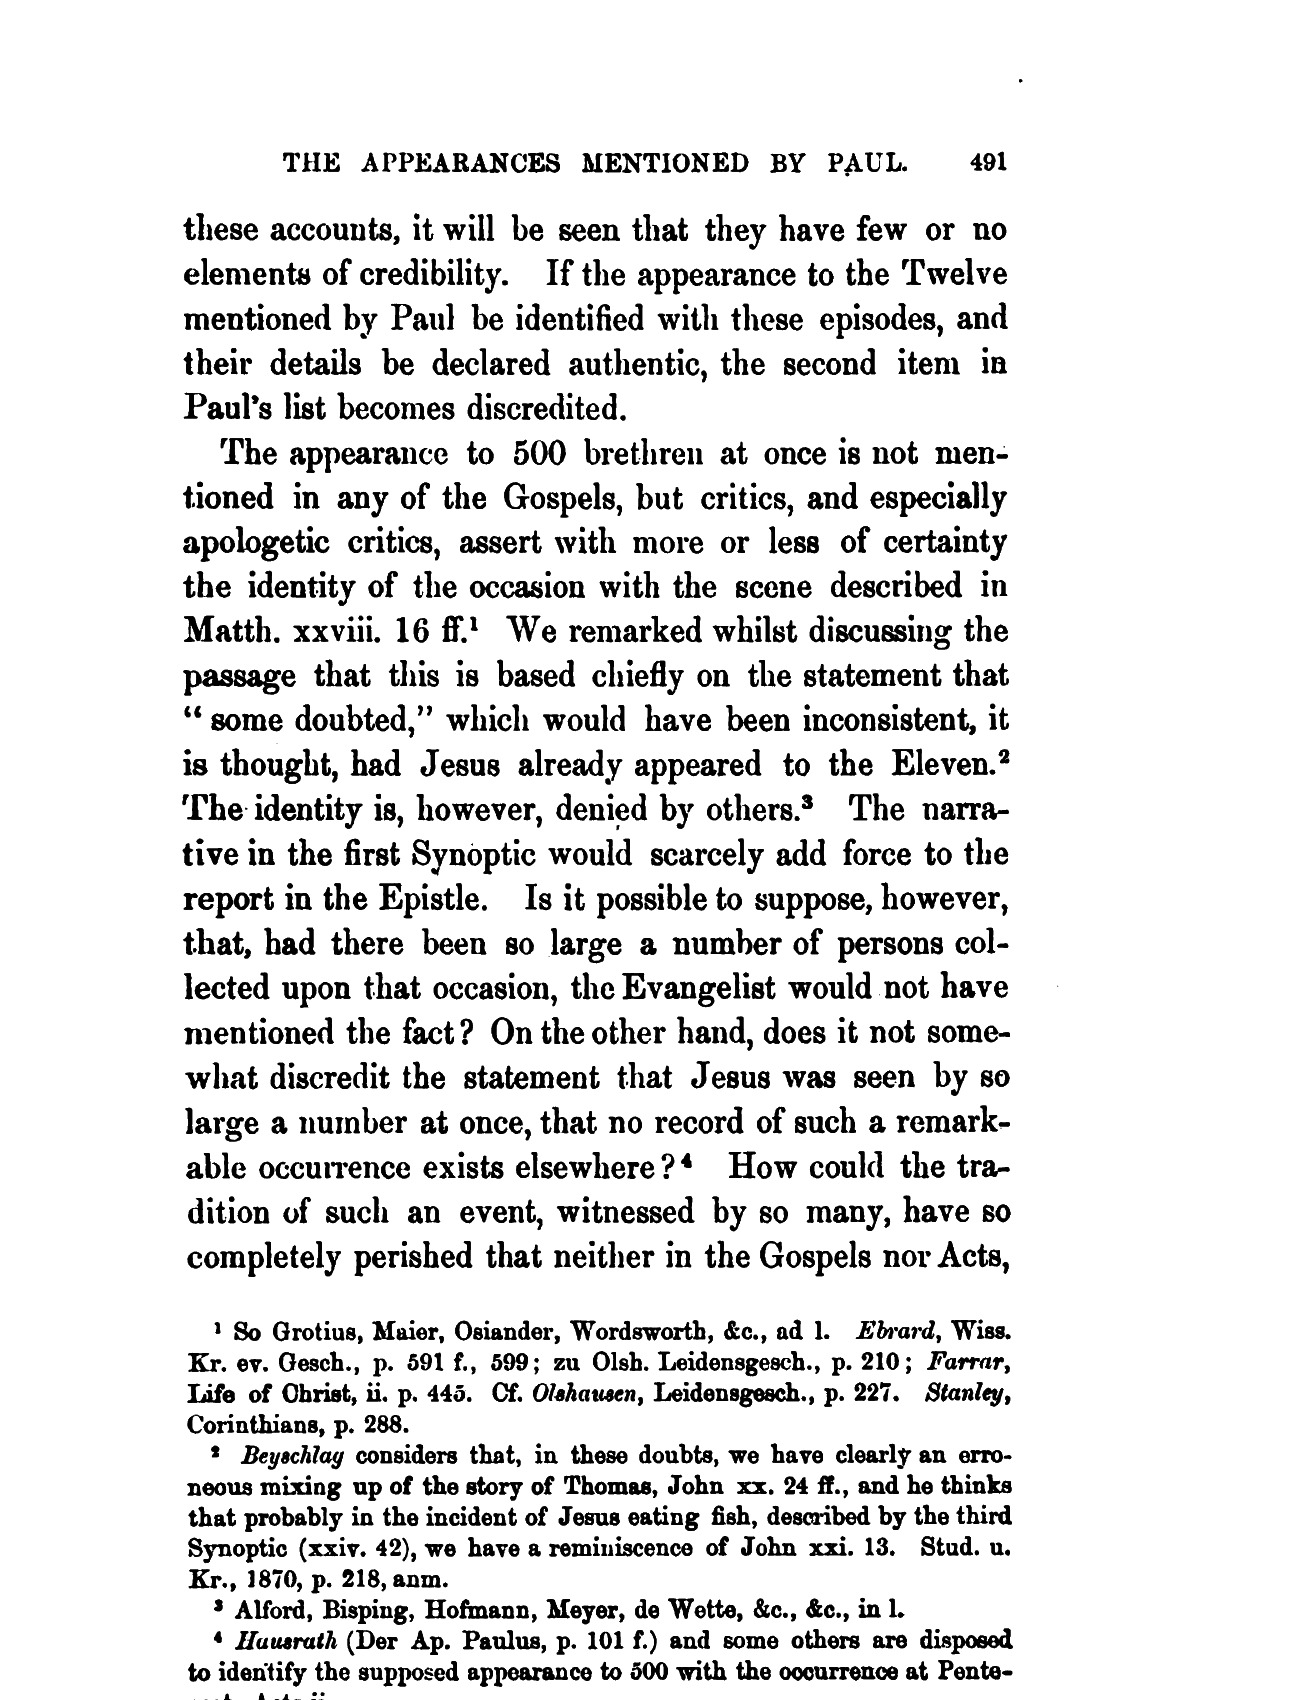 THE APPEARANCES MENTIONED BY PAUL. 491
these accounts, it will be seen that they have few or no
elements of credibility. If the appearance to the Twelve
mentioned by Paul be identified with these episodes, and
their details be declared authentic, the second item in
Paul's list becomes discredited.
The appearance to 500 brethren at once is not men-
tioned in any of the Gospels, but critics, and especially
apologetic critics, assert with more or less of certainty
the identity of the occasion with the scene described in
Matth. xxviii. 16 ff.¹ We remarked whilst discussing the
passage that this is based chiefly on the statement that
“some doubted,” which would have been inconsistent, it
is thought, had Jesus already appeared to the Eleven.²
The identity is, however, denied by others.³ The narra-
tive in the first Synoptic would scarcely add force to the
report in the Epistle. Is it possible to suppose, however,
that, had there been so large a number of persons col-
lected upon that occasion, the Evangelist would not have
mentioned the fact? On the other hand, does it not some-
what discredit the statement that Jesus was seen by so
large a number at once, that no record of such a remark-
able occurrence exists elsewhere?⁴ How could the tra-
dition of such an event, witnessed by so many, have so
completely perished that neither in the Gospels nor Acts,
¹ So Grotius, Maier, Osiander, Wordsworth, &c., ad l. Ebrard, Wiss.
Kr. ev. Gesch., p. 591 f., 599; zu Olsh. Leidensgesch., p. 210; Farrar,
Life of Christ, ii. p. 445. Cf. Olshausen, Leidensgesch., p. 227. Stanley,
Corinthians, p. 288.
² Beyschlag considers that, in these doubts, we have clearly an erro-
neous mixing up of the story of Thomas, John xx. 24 ff., and he thinks
that probably in the incident of Jesus eating fish, described by the third
Synoptic (xxiv. 42), we have a reminiscence of John xxi. 13. Stud. u.
Kr., 1870, p. 218, anm.
³ Alford, Bisping, Hofmann, Meyer, de Wette, &c., &c., in l.
⁴ Hausrath (Der Ap. Paulus, p. 101 f.) and some others are disposed
to identify the supposed appearance to 500 with the occurrence at Pente-